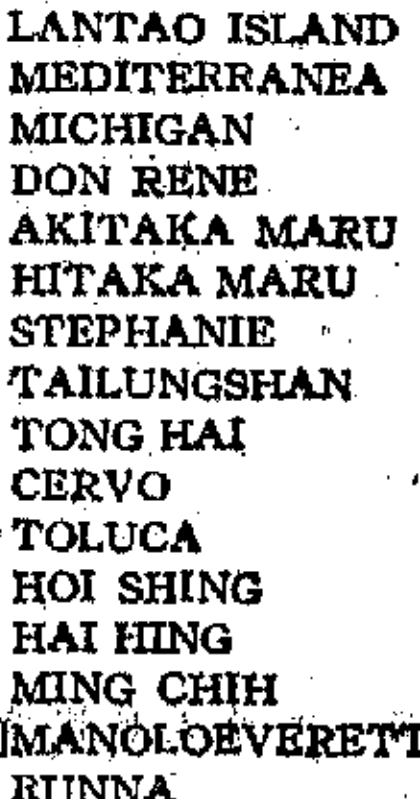 LANTAO ISLAND
MEDITERRANEA
MICHIGAN
DON RENE
AKITAKA MARU
HITAKA MARU
STEPHANIE
TAILUNGSHAN
TONG HAI
CERVO
TOLUCA
HOI SHING
HAI HING
MING CHIH
MANOLOEVERETT
RUNNA